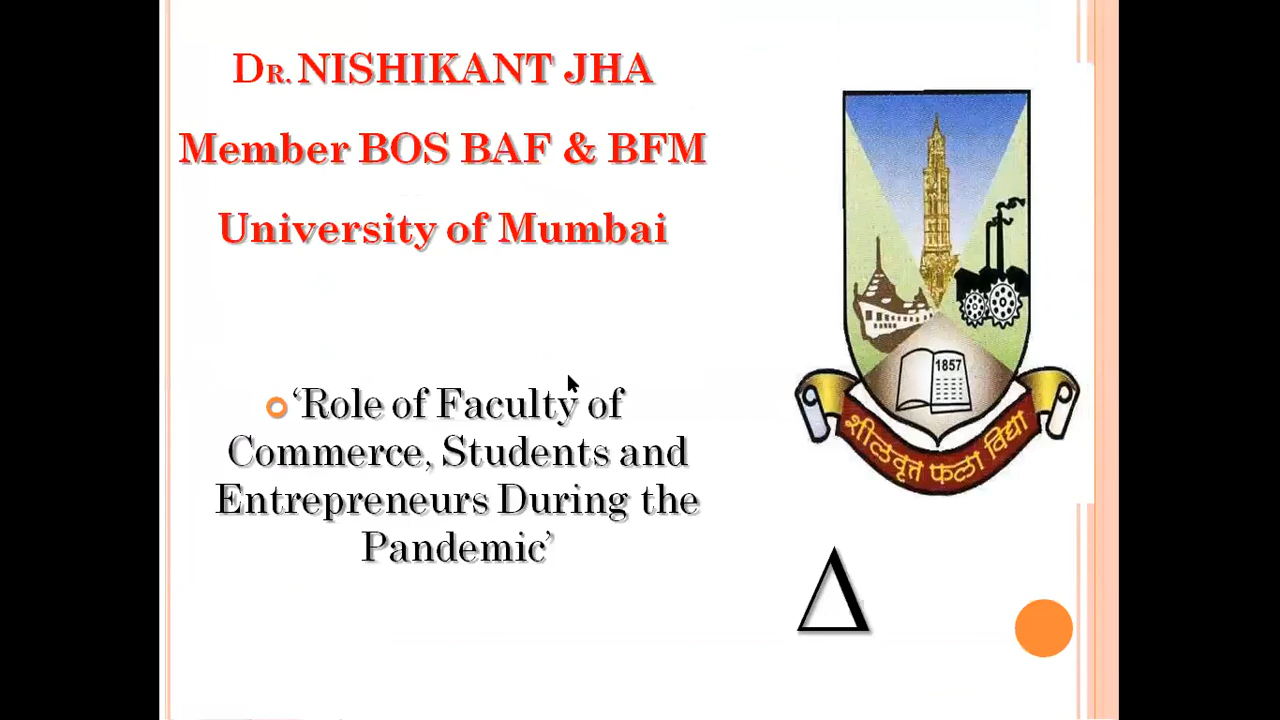 DR. NISHIKANT JHA
Member BOS BAF & BFM
University of Mumbai
‘Role of Faculty of
Commerce, Students and
Entrepreneurs During the
Pandemic’
1857
शीलवृत्त फला विद्या
Δ